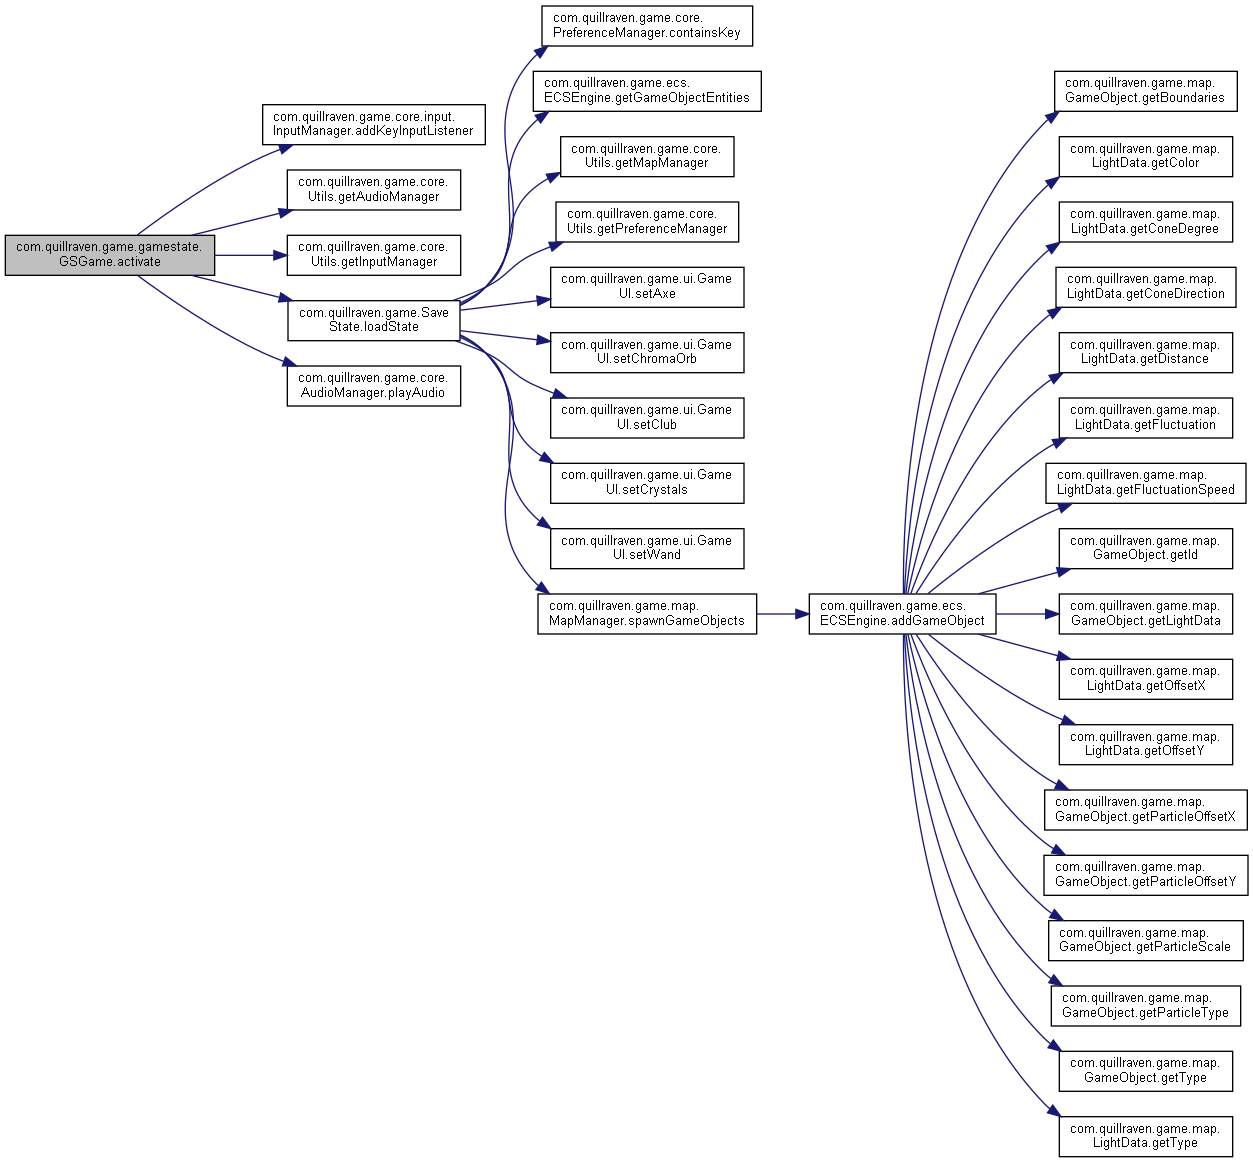 com.quillraven.game.gamestate.
GSGame.activate
com.quillraven.game.core.input.
InputManager.addKeyInputListener
com.quillraven.game.core.
Utils.getAudioManager
com.quillraven.game.core.
Utils.getInputManager
com.quillraven.game.Save
State.loadState
com.quillraven.game.core.
AudioManager.playAudio
com.quillraven.game.core.
PreferenceManager.containsKey
com.quillraven.game.ecs.
ECSEngine.getGameObjectEntities
com.quillraven.game.core.
Utils.getMapManager
com.quillraven.game.core.
Utils.getPreferenceManager
com.quillraven.game.ui.Game
UI.setAxe
com.quillraven.game.ui.Game
UI.setChromaOrb
com.quillraven.game.ui.Game
UI.setClub
com.quillraven.game.ui.Game
UI.setCrystals
com.quillraven.game.ui.Game
UI.setWand
com.quillraven.game.map.
MapManager.spawnGameObjects
com.quillraven.game.ecs.
ECSEngine.addGameObject
com.quillraven.game.map.
GameObject.getBoundaries
com.quillraven.game.map.
LightData.getColor
com.quillraven.game.map.
LightData.getConeDegree
com.quillraven.game.map.
LightData.getConeDirection
com.quillraven.game.map.
LightData.getDistance
com.quillraven.game.map.
LightData.getFluctuation
com.quillraven.game.map.
LightData.getFluctuationSpeed
com.quillraven.game.map.
GameObject.getId
com.quillraven.game.map.
GameObject.getLightData
com.quillraven.game.map.
LightData.getOffsetX
com.quillraven.game.map.
LightData.getOffsetY
com.quillraven.game.map.
GameObject.getParticleOffsetX
com.quillraven.game.map.
GameObject.getParticleOffsetY
com.quillraven.game.map.
GameObject.getParticleScale
com.quillraven.game.map.
GameObject.getParticleType
com.quillraven.game.map.
GameObject.getType
com.quillraven.game.map.
LightData.getType